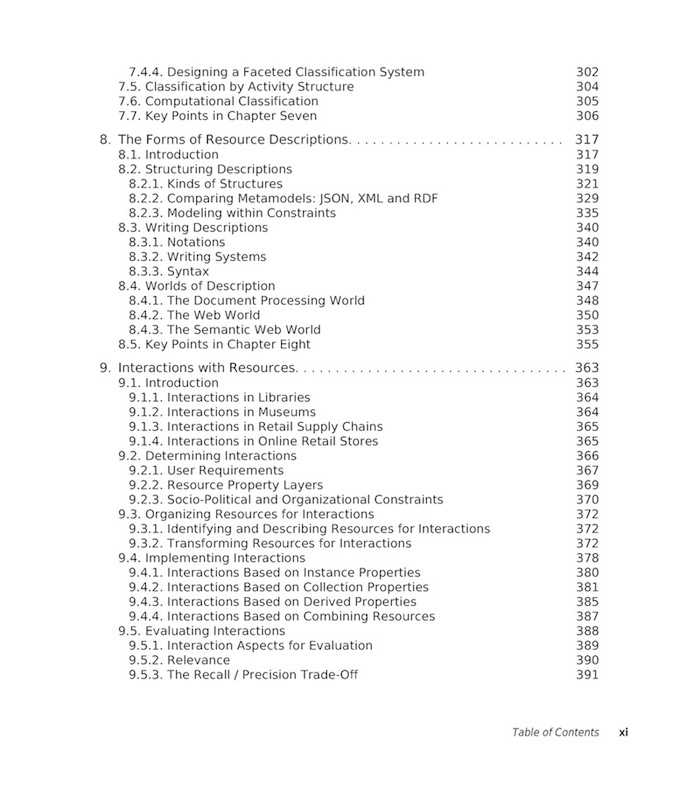 7.4.4. Designing a Faceted Classification System 302
7.5. Classification by Activity Structure 304
7.6. Computational Classification 305
7.7. Key Points in Chapter Seven 306
8. The Forms of Resource Descriptions. . . . . . . . . . . . . . . . . . . . . . . . . . . 317
8.1. Introduction 317
8.2. Structuring Descriptions 319
8.2.1. Kinds of Structures 321
8.2.2. Comparing Metamodels: JSON, XML and RDF 329
8.2.3. Modeling within Constraints 335
8.3. Writing Descriptions 340
8.3.1. Notations 340
8.3.2. Writing Systems 342
8.3.3. Syntax 344
8.4. Worlds of Description 347
8.4.1. The Document Processing World 348
8.4.2. The Web World 350
8.4.3. The Semantic Web World 353
8.5. Key Points in Chapter Eight 355
9. Interactions with Resources. . . . . . . . . . . . . . . . . . . . . . . . . . . . . . . . . 363
9.1. Introduction 363
9.1.1. Interactions in Libraries 364
9.1.2. Interactions in Museums 364
9.1.3. Interactions in Retail Supply Chains 365
9.1.4. Interactions in Online Retail Stores 365
9.2. Determining Interactions 366
9.2.1. User Requirements 367
9.2.2. Resource Property Layers 369
9.2.3. Socio-Political and Organizational Constraints 370
9.3. Organizing Resources for Interactions 372
9.3.1. Identifying and Describing Resources for Interactions 372
9.3.2. Transforming Resources for Interactions 372
9.4. Implementing Interactions 378
9.4.1. Interactions Based on Instance Properties 380
9.4.2. Interactions Based on Collection Properties 381
9.4.3. Interactions Based on Derived Properties 385
9.4.4. Interactions Based on Combining Resources 387
9.5. Evaluating Interactions 388
9.5.1. Interaction Aspects for Evaluation 389
9.5.2. Relevance 390
9.5.3. The Recall / Precision Trade-Off 391
Table of Contents xi